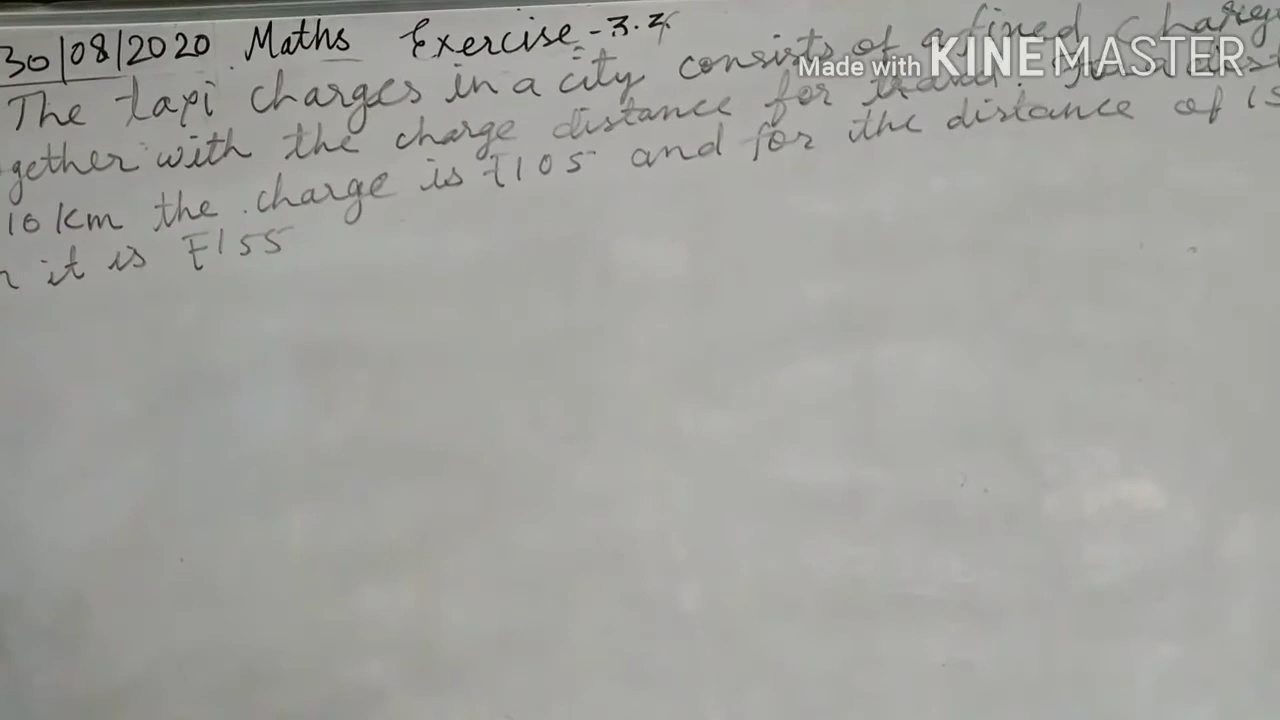 30/08/2020 Maths Exercise - 3.
The taxi charges in a city consists of a fixed charge
gether with the charge distance for
10 km the charge is ₹105 and for the distance of 15
it is ₹155
Made with KINEMASTER